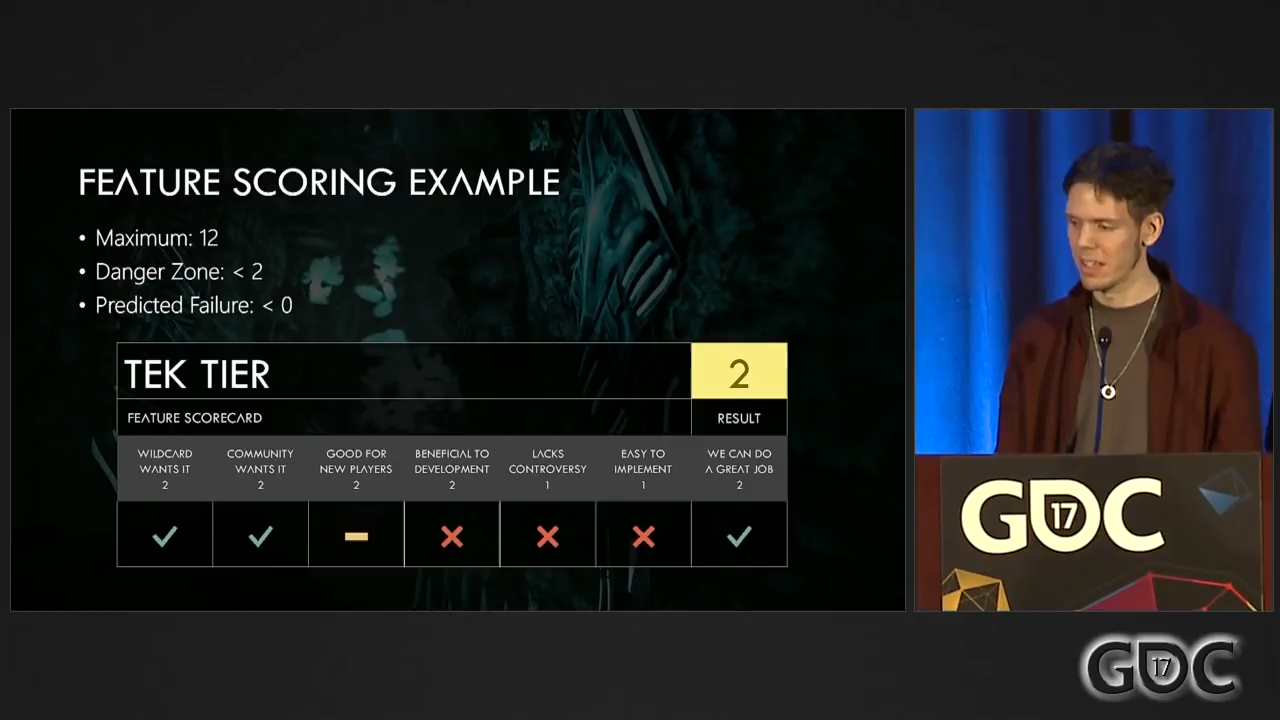 FEATURE SCORING EXAMPLE
• Maximum: 12
• Danger Zone: < 2
• Predicted Failure: < 0
TEK TIER
2
FEATURE SCORECARD
RESULT
WILDCARD
WANTS IT
2
COMMUNITY
WANTS IT
2
GOOD FOR
NEW PLAYERS
2
BENEFICIAL TO
DEVELOPMENT
2
LACKS
CONTROVERSY
1
EASY TO
IMPLEMENT
1
WE CAN DO
A GREAT JOB
2
GDC 17
GDC 17